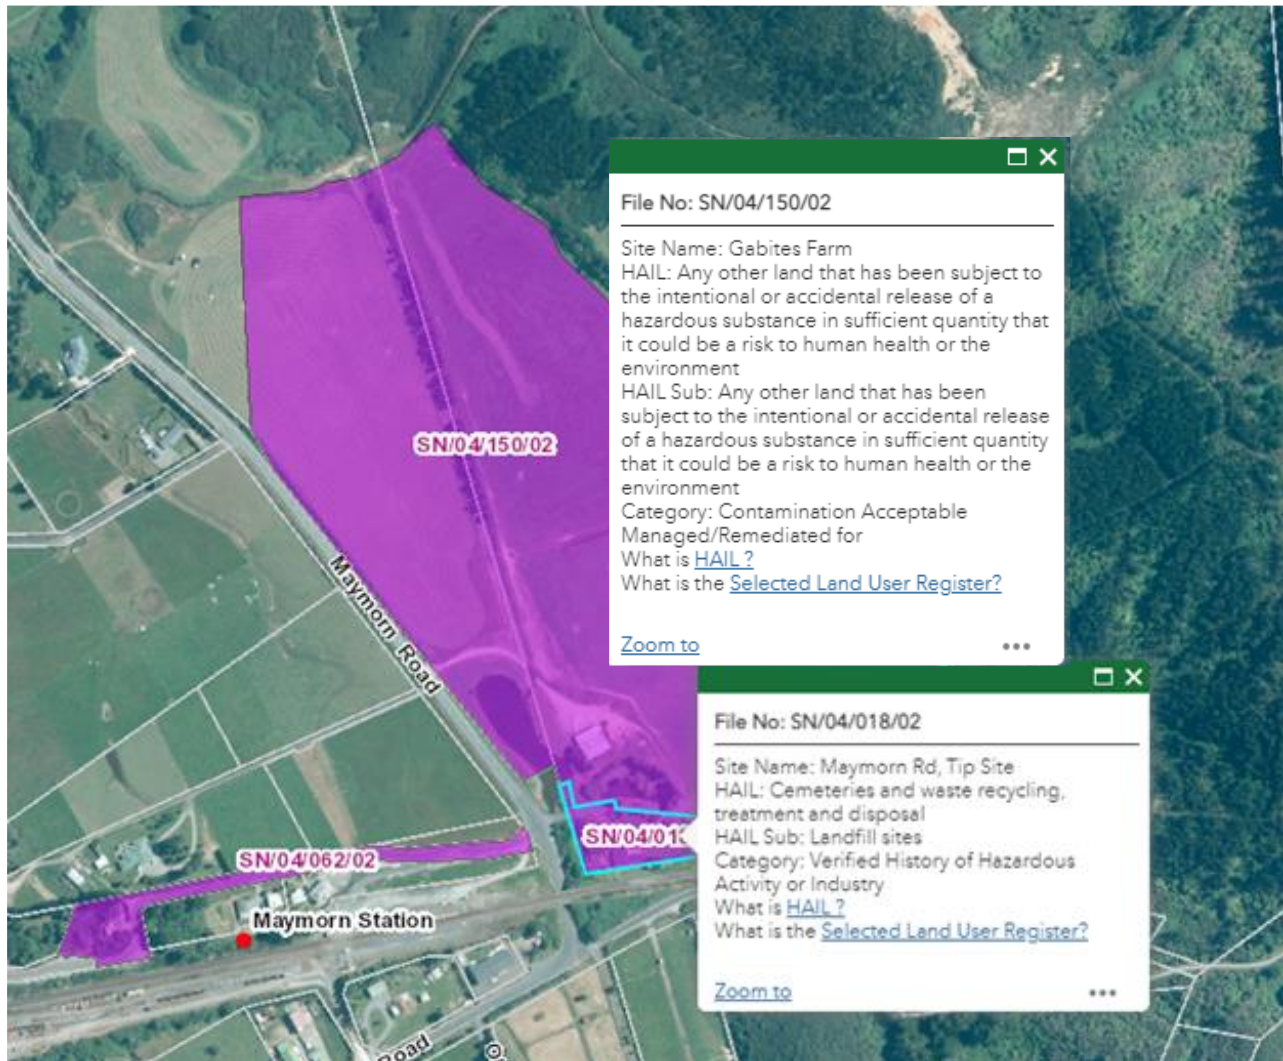 File No: SN/04/150/02
Site Name: Gabites Farm
HAIL: Any other land that has been subject to
the intentional or accidental release of a
hazardous substance in sufficient quantity that
it could be a risk to human health or the
environment
HAIL Sub: Any other land that has been
subject to the intentional or accidental release
of a hazardous substance in sufficient quantity
that it could be a risk to human health or the
environment
Category: Contamination Acceptable
Managed/Remediated for
What is HAIL ?
What is the Selected Land User Register?
Zoom to
SN/04/150/02
Maymorn Road
File No: SN/04/018/02
Site Name: Maymorn Rd, Tip Site
HAIL: Cemeteries and waste recycling,
treatment and disposal
HAIL Sub: Landfill sites
Category: Verified History of Hazardous
Activity or Industry
What is HAIL ?
What is the Selected Land User Register?
Zoom to
SN/04/01
SN/04/062/02
Maymorn Station
Road